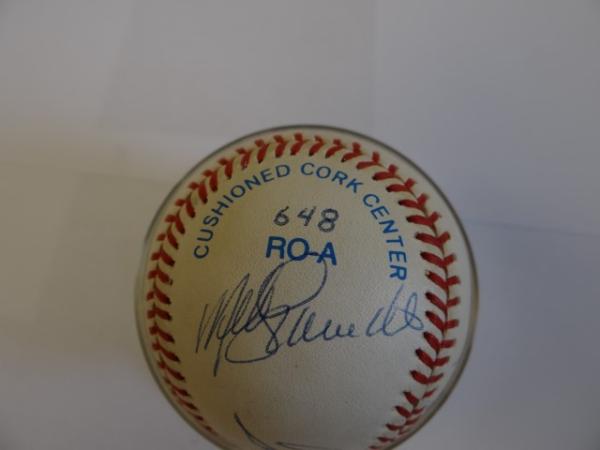 CUSHIONED CORK CENTER
648
RO-A